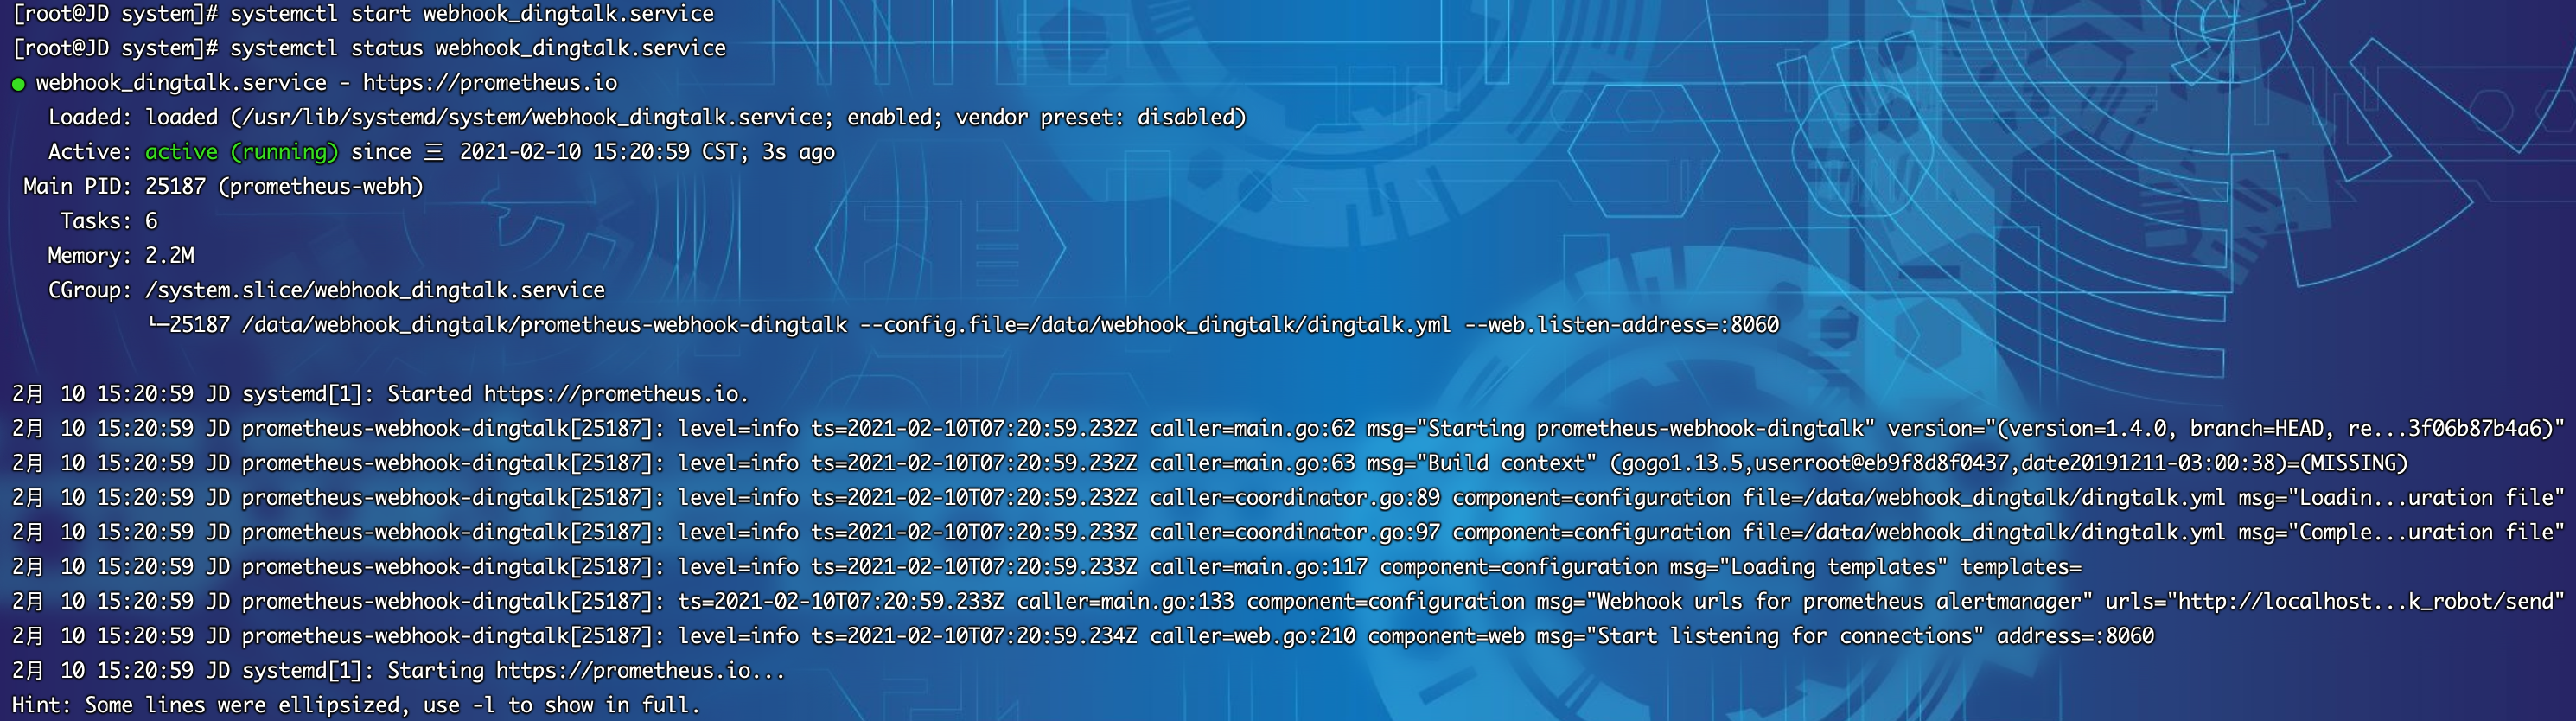 [root@JD system]# systemctl start webhook_dingtalk.service
[root@JD system]# systemctl status webhook_dingtalk.service
● webhook_dingtalk.service - https://prometheus.io
   Loaded: loaded (/usr/lib/systemd/system/webhook_dingtalk.service; enabled; vendor preset: disabled)
   Active: active (running) since 三 2021-02-10 15:20:59 CST; 3s ago
 Main PID: 25187 (prometheus-webh)
    Tasks: 6
   Memory: 2.2M
   CGroup: /system.slice/webhook_dingtalk.service
           └─25187 /data/webhook_dingtalk/prometheus-webhook-dingtalk --config.file=/data/webhook_dingtalk/dingtalk.yml --web.listen-address=:8060

2月 10 15:20:59 JD systemd[1]: Started https://prometheus.io.
2月 10 15:20:59 JD prometheus-webhook-dingtalk[25187]: level=info ts=2021-02-10T07:20:59.232Z caller=main.go:62 msg="Starting prometheus-webhook-dingtalk" version="(version=1.4.0, branch=HEAD, re...3f06b87b4a6)"
2月 10 15:20:59 JD prometheus-webhook-dingtalk[25187]: level=info ts=2021-02-10T07:20:59.232Z caller=main.go:63 msg="Build context" (gogo1.13.5,userroot@eb9f8d8f0437,date20191211-03:00:38)=(MISSING)
2月 10 15:20:59 JD prometheus-webhook-dingtalk[25187]: level=info ts=2021-02-10T07:20:59.232Z caller=coordinator.go:89 component=configuration file=/data/webhook_dingtalk/dingtalk.yml msg="Loadin...uration file"
2月 10 15:20:59 JD prometheus-webhook-dingtalk[25187]: level=info ts=2021-02-10T07:20:59.233Z caller=coordinator.go:97 component=configuration file=/data/webhook_dingtalk/dingtalk.yml msg="Comple...uration file"
2月 10 15:20:59 JD prometheus-webhook-dingtalk[25187]: level=info ts=2021-02-10T07:20:59.233Z caller=main.go:117 component=configuration msg="Loading templates" templates=
2月 10 15:20:59 JD prometheus-webhook-dingtalk[25187]: ts=2021-02-10T07:20:59.233Z caller=main.go:133 component=configuration msg="Webhook urls for prometheus alertmanager" urls="http://localhost...k_robot/send"
2月 10 15:20:59 JD prometheus-webhook-dingtalk[25187]: level=info ts=2021-02-10T07:20:59.234Z caller=web.go:210 component=web msg="Start listening for connections" address=:8060
2月 10 15:20:59 JD systemd[1]: Starting https://prometheus.io...
Hint: Some lines were ellipsized, use -l to show in full.